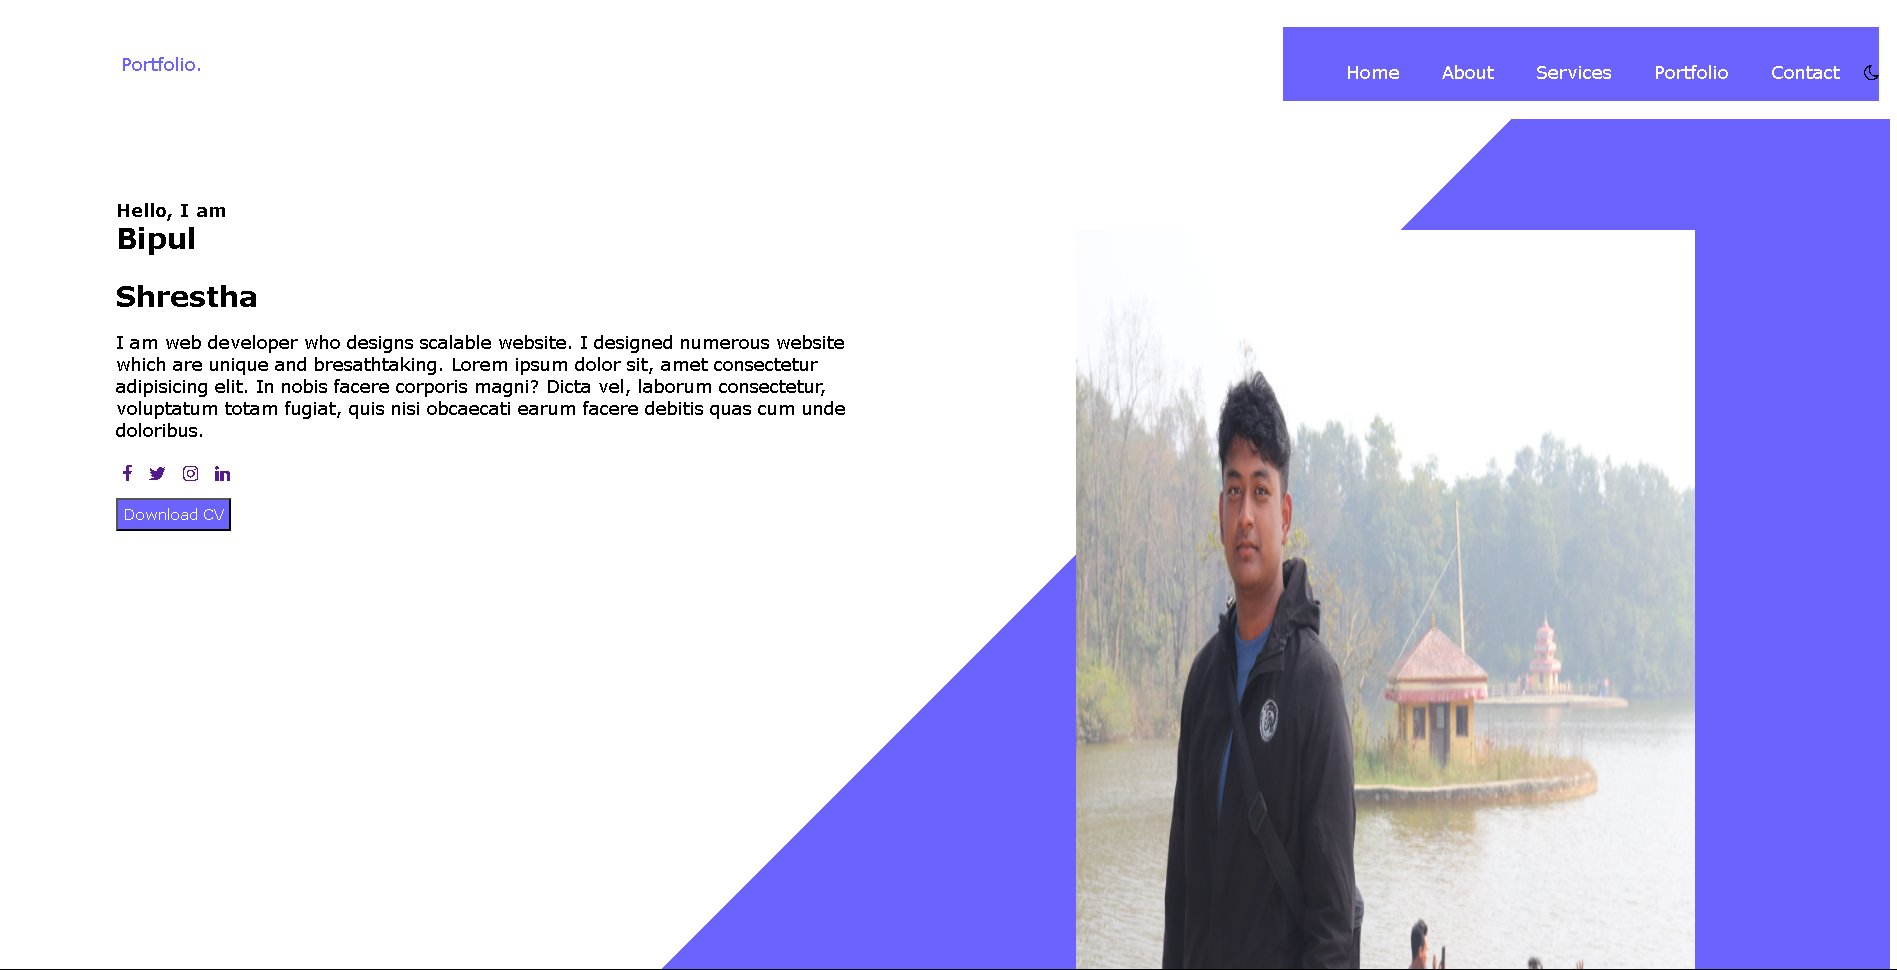 Portfolio.
Home About Services Portfolio Contact
Hello, I am
Bipul
Shrestha
I am web developer who designs scalable website. I designed numerous website
which are unique and bresathtaking. Lorem ipsum dolor sit, amet consectetur
adipisicing elit. In nobis facere corporis magni? Dicta vel, laborum consectetur,
voluptatum totam fugiat, quis nisi obcaecati earum facere debitis quas cum unde
doloribus.
Download CV